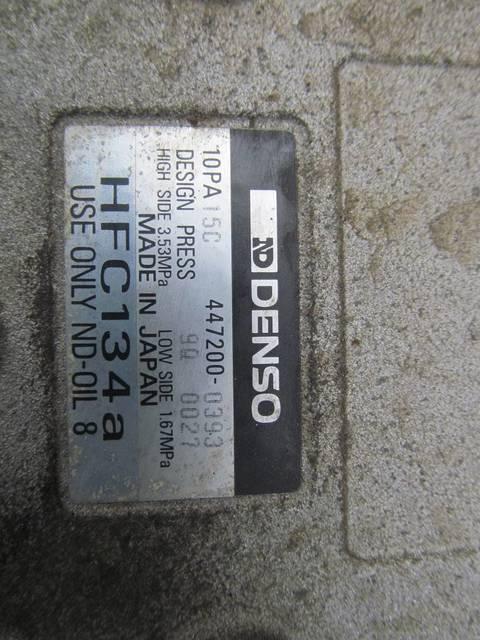 ND DENSO
10PA15C 447200-0393
DESIGN PRESS 9Q 0027
HIGH SIDE 3.53MPa LOW SIDE 1.67MPa
MADE IN JAPAN
HFC134a
USE ONLY ND-OIL 8